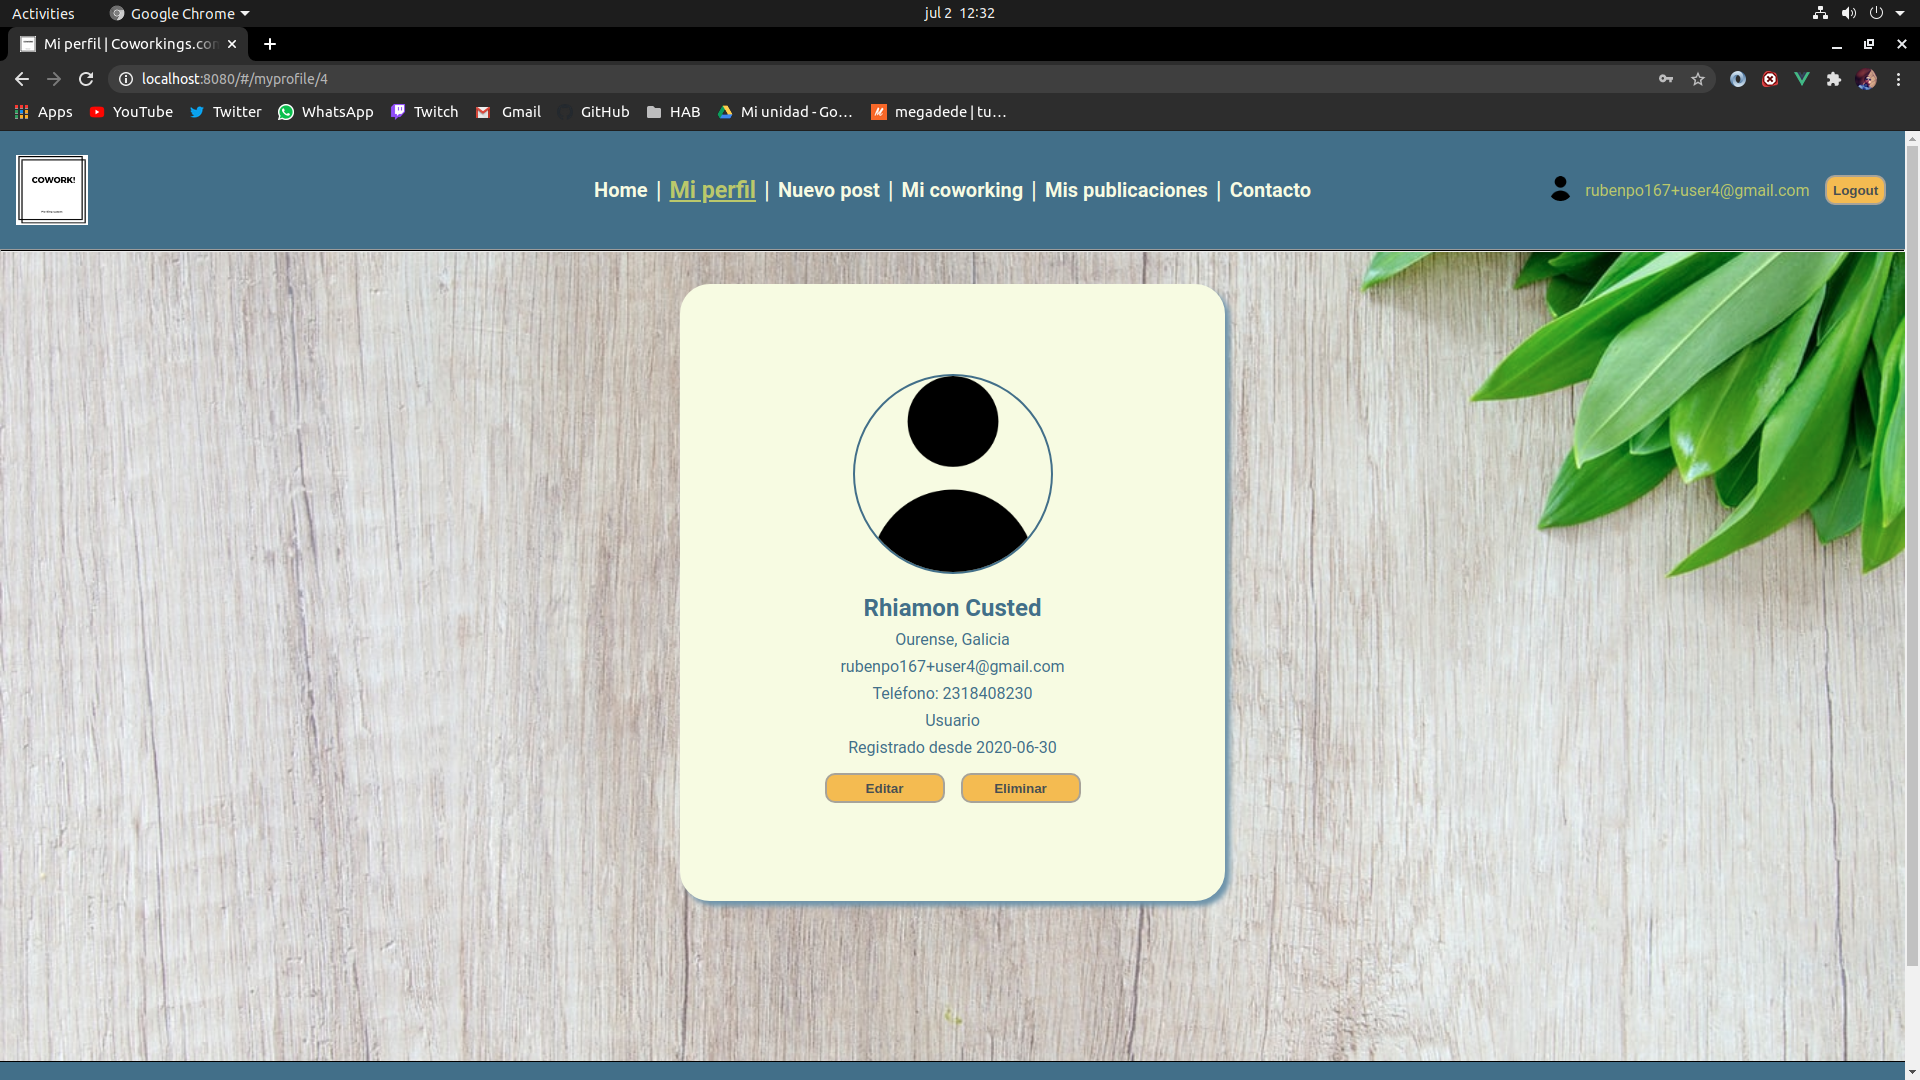 Activities
Google Chrome
jul 2 12:32
Mi perfil | Coworkings.con
localhost:8080/#/myprofile/4
Apps
YouTube
Twitter
WhatsApp
Twitch
Gmail
GitHub
HAB
Mi unidad - Go…
megadede | tu…
COWORK!
Home | Mi perfil | Nuevo post | Mi coworking | Mis publicaciones | Contacto
rubenpo167+user4@gmail.com
Logout
Rhiamon Custed
Ourense, Galicia
rubenpo167+user4@gmail.com
Teléfono: 2318408230
Usuario
Registrado desde 2020-06-30
Editar
Eliminar